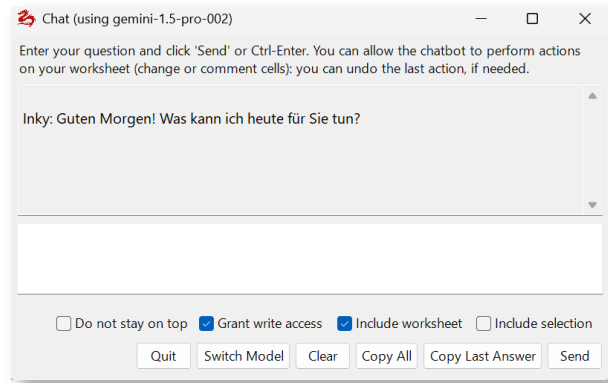 Chat (using gemini-1.5-pro-002)
Enter your question and click 'Send' or Ctrl-Enter. You can allow the chatbot to perform actions
on your worksheet (change or comment cells): you can undo the last action, if needed.
Inky: Guten Morgen! Was kann ich heute für Sie tun?
Do not stay on top Grant write access Include worksheet Include selection
Quit Switch Model Clear Copy All Copy Last Answer Send